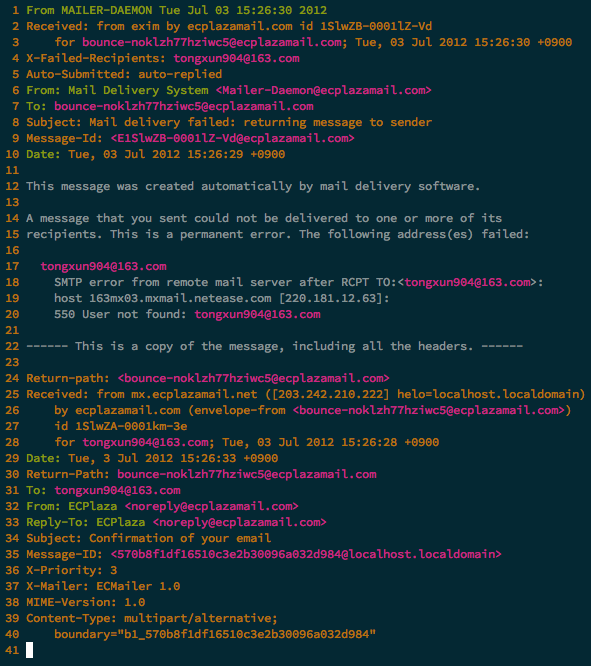 1 From MAILER-DAEMON Tue Jul 03 15:26:30 2012
2 Received: from exim by ecplazamail.com id 1SlwZB-0001lZ-Vd
3 for bounce-noklzh77hziwc5@ecplazamail.com; Tue, 03 Jul 2012 15:26:30 +0900
4 X-Failed-Recipients: tongxun904@163.com
5 Auto-Submitted: auto-replied
6 From: Mail Delivery System <Mailer-Daemon@ecplazamail.com>
7 To: bounce-noklzh77hziwc5@ecplazamail.com
8 Subject: Mail delivery failed: returning message to sender
9 Message-Id: <E1SlwZB-0001lZ-Vd@ecplazamail.com>
10 Date: Tue, 03 Jul 2012 15:26:29 +0900
11
12 This message was created automatically by mail delivery software.
13
14 A message that you sent could not be delivered to one or more of its
15 recipients. This is a permanent error. The following address(es) failed:
16
17 tongxun904@163.com
18 SMTP error from remote mail server after RCPT TO:<tongxun904@163.com>:
19 host 163mx03.mxmail.netease.com [220.181.12.63]:
20 550 User not found: tongxun904@163.com
21
22 ------ This is a copy of the message, including all the headers. ------
23
24 Return-path: <bounce-noklzh77hziwc5@ecplazamail.com>
25 Received: from mx.ecplazamail.net ([203.242.210.222] helo=localhost.localdomain)
26 by ecplazamail.com (envelope-from <bounce-noklzh77hziwc5@ecplazamail.com>)
27 id 1SlwZA-0001km-3e
28 for tongxun904@163.com; Tue, 03 Jul 2012 15:26:28 +0900
29 Date: Tue, 3 Jul 2012 15:26:33 +0900
30 Return-Path: bounce-noklzh77hziwc5@ecplazamail.com
31 To: tongxun904@163.com
32 From: ECPlaza <noreply@ecplazamail.com>
33 Reply-To: ECPlaza <noreply@ecplazamail.com>
34 Subject: Confirmation of your email
35 Message-ID: <570b8f1df16510c3e2b30096a032d984@localhost.localdomain>
36 X-Priority: 3
37 X-Mailer: ECMailer 1.0
38 MIME-Version: 1.0
39 Content-Type: multipart/alternative;
40 boundary="b1_570b8f1df16510c3e2b30096a032d984"
41